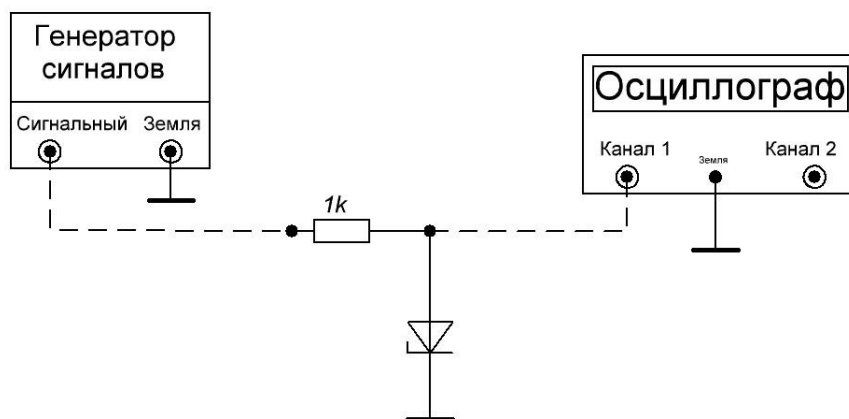 Генератор
сигналов
Сигнальный Земля
Осциллограф
Канал 1 Земля Канал 2
1k